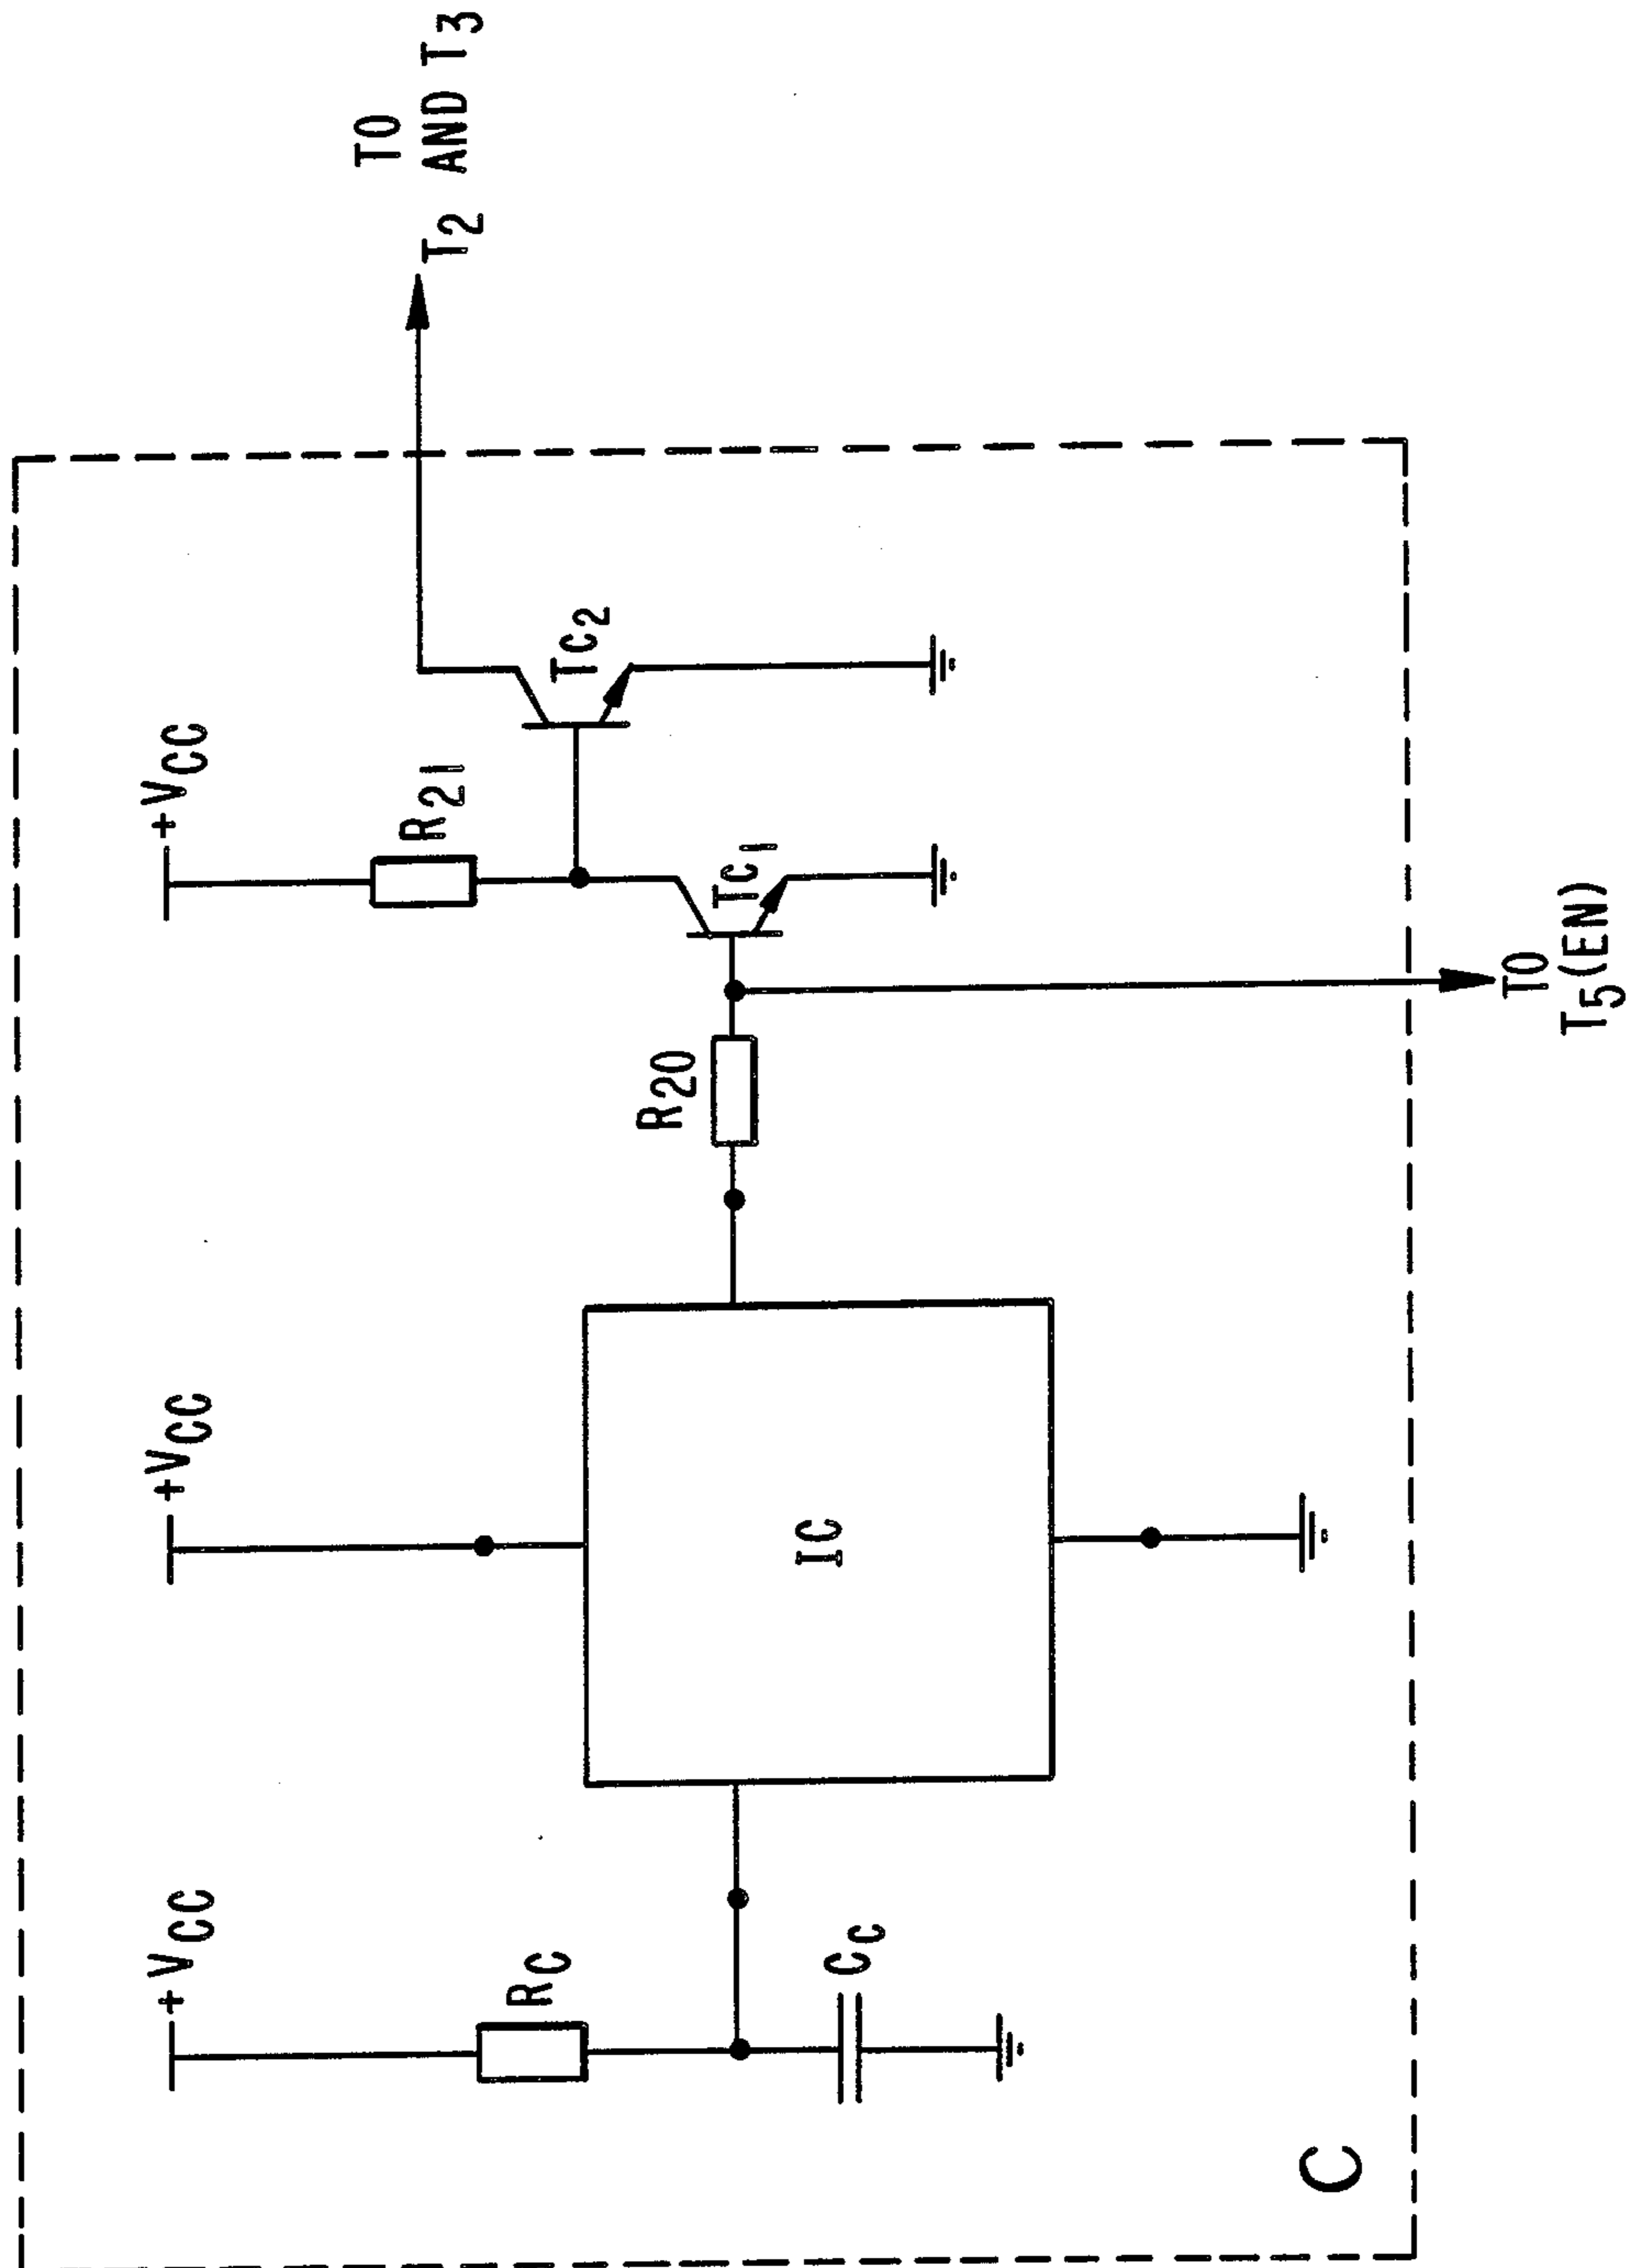 TO
T2 AND T3
+VCC
+VCC
+VCC
RC
R21
TC2
TC1
R20
IC
CC
C
TO
T5(EN)